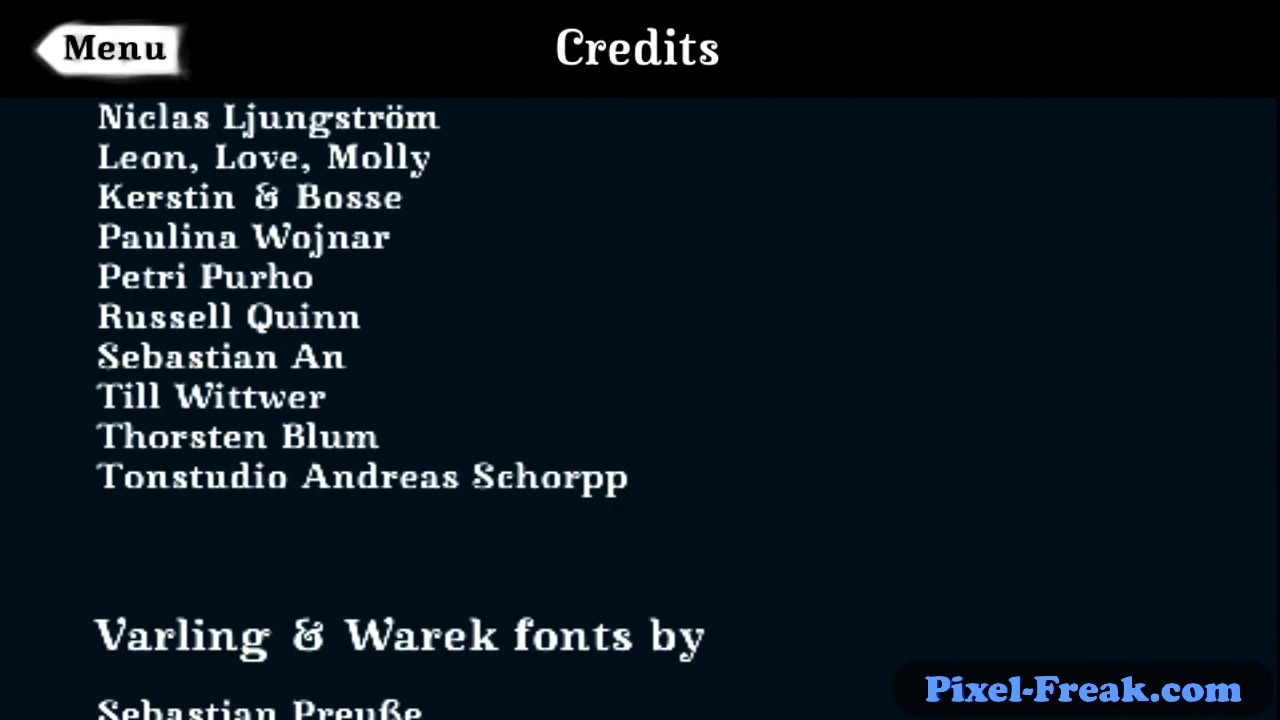 Menu
Credits
Niclas Ljungström
Leon, Love, Molly
Kerstin & Bosse
Paulina Wojnar
Petri Purho
Russell Quinn
Sebastian An
Till Wittwer
Thorsten Blum
Tonstudio Andreas Schorpp
Varling & Warek fonts by
Sebastian Preuße
Pixel-Freak.com